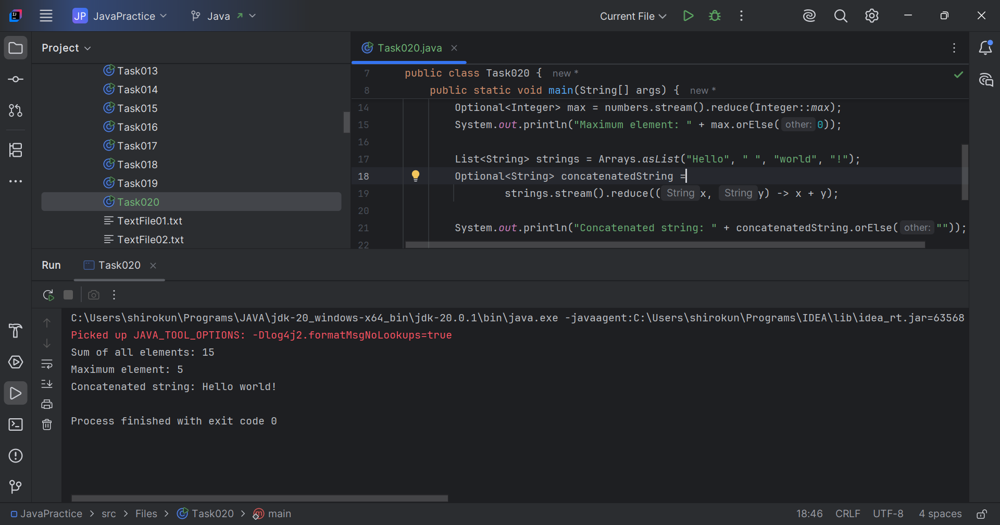 JP JavaPractice
Java
Current File
Project
Task013
Task014
Task015
Task016
Task017
Task018
Task019
Task020
TextFile01.txt
TextFile02.txt
Task020.java
7 public class Task020 { new *
8 public static void main(String[] args) { new *
14 Optional<Integer> max = numbers.stream().reduce(Integer::max);
15 System.out.println("Maximum element: " + max.orElse( other: 0));
16
17 List<String> strings = Arrays.asList("Hello", " ", "world", "!");
18 Optional<String> concatenatedString =
19 strings.stream().reduce(( String x, String y) -> x + y);
20
21 System.out.println("Concatenated string: " + concatenatedString.orElse( other: ""));
22
Run Task020
C:\Users\shirokun\Programs\JAVA\jdk-20_windows-x64_bin\jdk-20.0.1\bin\java.exe -javaagent:C:\Users\shirokun\Programs\IDEA\lib\idea_rt.jar=63568
Picked up JAVA_TOOL_OPTIONS: -Dlog4j2.formatMsgNoLookups=true
Sum of all elements: 15
Maximum element: 5
Concatenated string: Hello world!
Process finished with exit code 0
JavaPractice > src > Files > Task020 > main
18:46 CRLF UTF-8 4 spaces